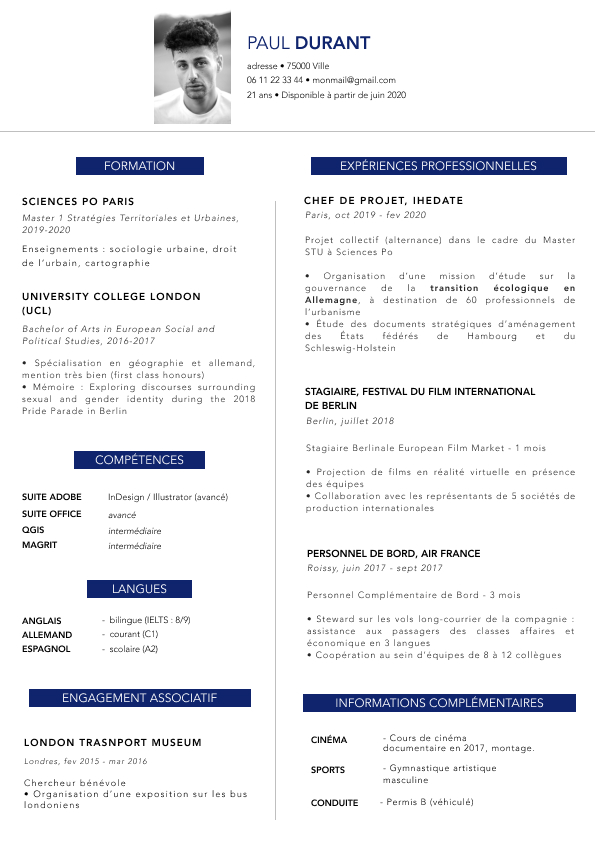 PAUL DURANT
adresse • 75000 Ville
06 11 22 33 44 • monmail@gmail.com
21 ans • Disponible à partir de juin 2020
FORMATION
SCIENCES PO PARIS
Master 1 Stratégies Territoriales et Urbaines,
2019-2020
Enseignements : sociologie urbaine, droit
de l'urbain, cartographie
UNIVERSITY COLLEGE LONDON
(UCL)
Bachelor of Arts in European Social and
Political Studies, 2016-2017
• Spécialisation en géographie et allemand,
mention très bien (first class honours)
• Mémoire : Exploring discourses surrounding
sexual and gender identity during the 2018
Pride Parade in Berlin
COMPÉTENCES
SUITE ADOBE InDesign / Illustrator (avancé)
SUITE OFFICE avancé
QGIS intermédiaire
MAGRIT intermédiaire
LANGUES
ANGLAIS - bilingue (IELTS : 8/9)
ALLEMAND - courant (C1)
ESPAGNOL - scolaire (A2)
ENGAGEMENT ASSOCIATIF
LONDON TRASNPORT MUSEUM
Londres, fev 2015 - mar 2016
Chercheur bénévole
• Organisation d'une exposition sur les bus
londoniens
EXPÉRIENCES PROFESSIONNELLES
CHEF DE PROJET, IHEDATE
Paris, oct 2019 - fev 2020
Projet collectif (alternance) dans le cadre du Master
STU à Sciences Po
• Organisation d'une mission d'étude sur la
gouvernance de la transition écologique en
Allemagne, à destination de 60 professionnels de
l'urbanisme
• Étude des documents stratégiques d'aménagement
des États fédérés de Hambourg et du
Schleswig-Holstein
STAGIAIRE, FESTIVAL DU FILM INTERNATIONAL
DE BERLIN
Berlin, juillet 2018
Stagiaire Berlinale European Film Market - 1 mois
• Projection de films en réalité virtuelle en présence
des équipes
• Collaboration avec les représentants de 5 sociétés de
production internationales
PERSONNEL DE BORD, AIR FRANCE
Roissy, juin 2017 - sept 2017
Personnel Complémentaire de Bord - 3 mois
• Steward sur les vols long-courrier de la compagnie :
assistance aux passagers des classes affaires et
économique en 3 langues
• Coopération au sein d'équipes de 8 à 12 collègues
INFORMATIONS COMPLÉMENTAIRES
CINÉMA - Cours de cinéma
documentaire en 2017, montage.
SPORTS - Gymnastique artistique
masculine
CONDUITE - Permis B (véhiculé)